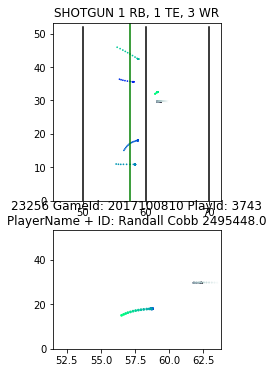 SHOTGUN 1 RB, 1 TE, 3 WR
50
40
30
20
10
0
50 60 70
23256 GameId: 2017100810 PlayId: 3743
PlayerName + ID: Randall Cobb 2495448.0
40
20
0
52.5 55.0 57.5 60.0 62.5